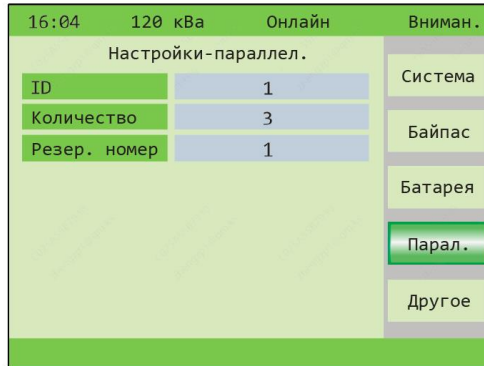 16:04 120 кВа Онлайн Вниман.
Настройки-параллел.
ID 1
Количество 3
Резер. номер 1
Система
Байпас
Батарея
Парал.
Другое